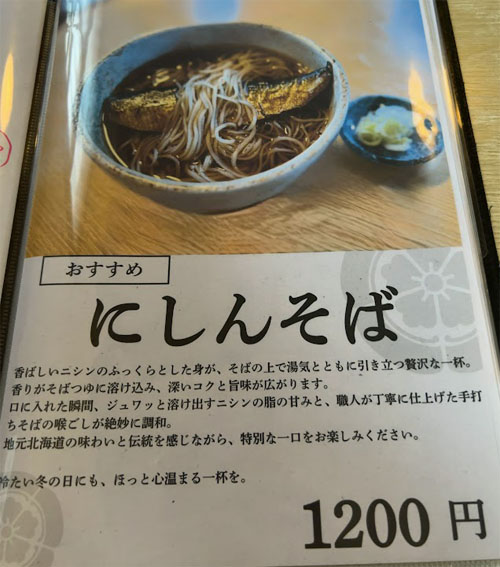 おすすめ
にしんそば
香ばしいニシンのふっくらとした身が、そばの上で湯気とともに引き立つ贅沢な一杯。
香りがそばつゆに溶け込み、深いコクと旨味が広がります。
口に入れた瞬間、ジュワッと溶け出すニシンの脂の甘みと、職人が丁寧に仕上げた手打
ちそばの喉ごしが絶妙に調和。
地元北海道の味わいと伝統を感じながら、特別な一口をお楽しみください。
冷たい冬の日にも、ほっと心温まる一杯を。
1200 円